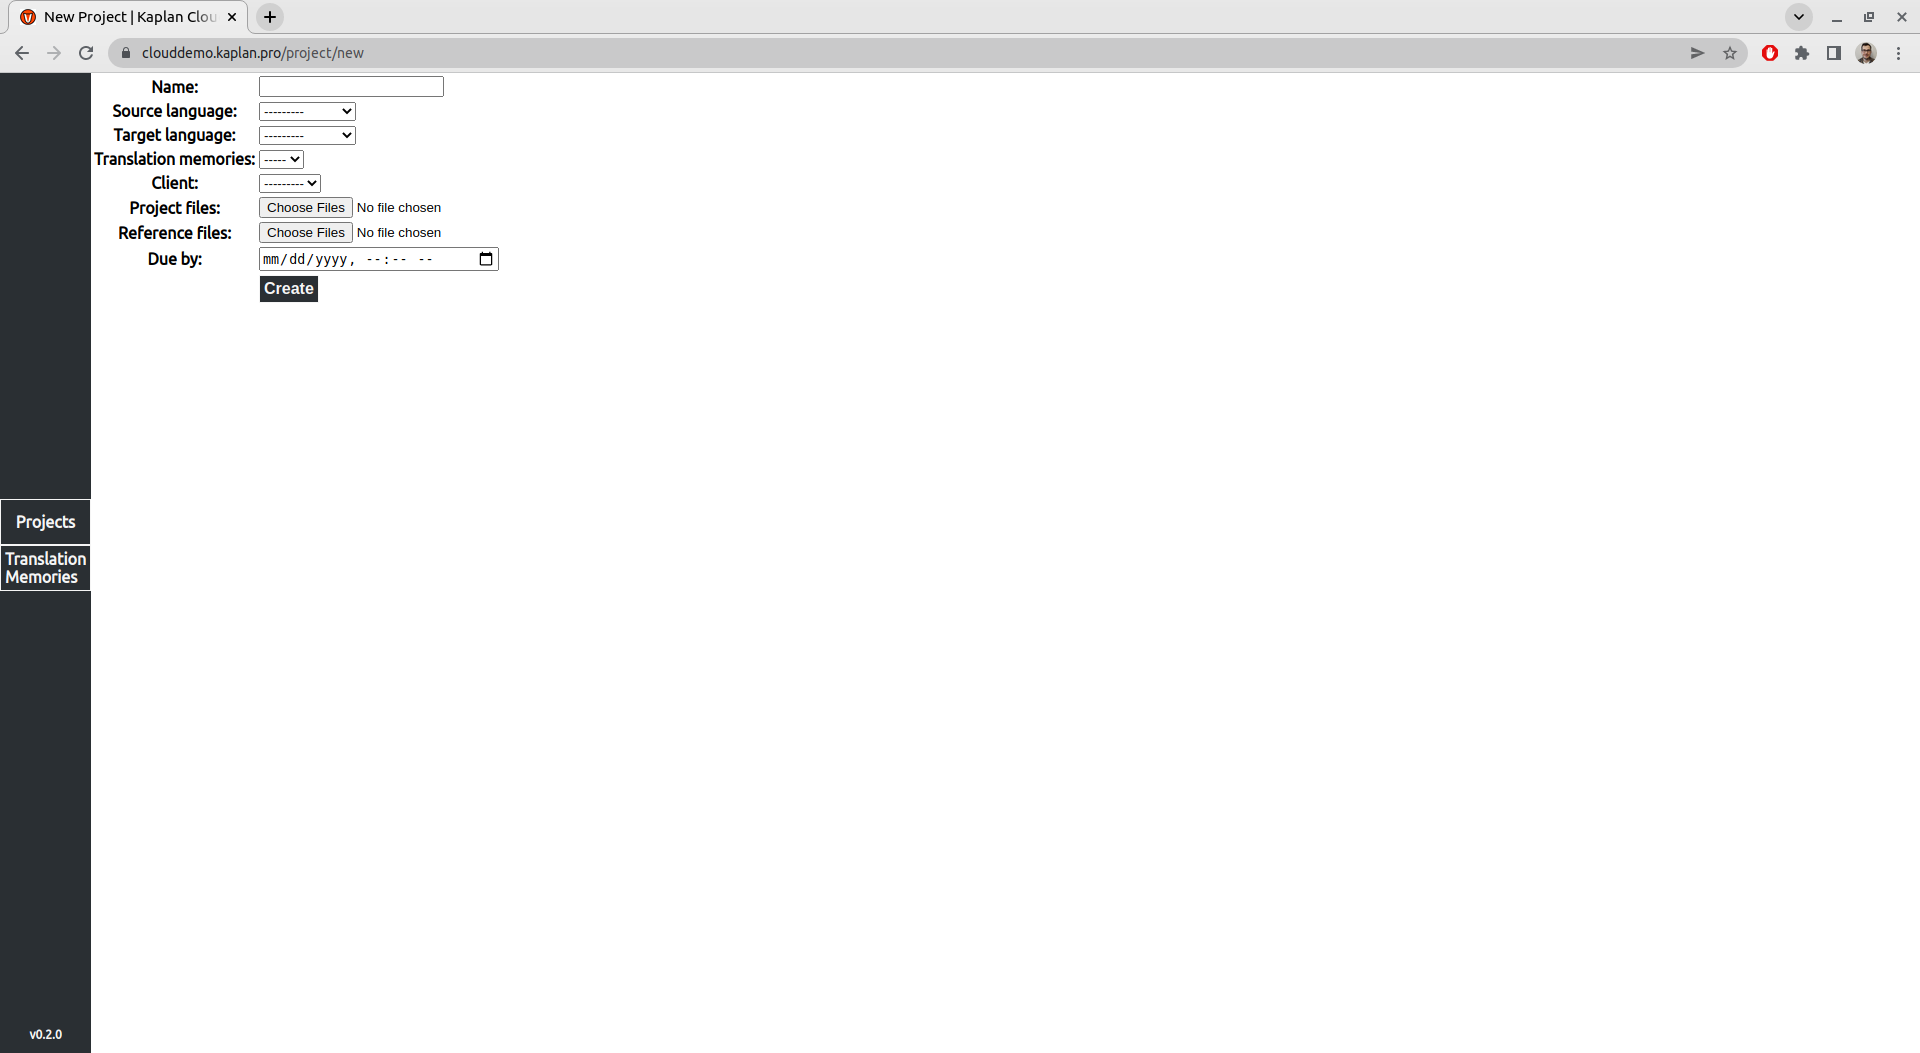 New Project | Kaplan Clou
clouddemo.kaplan.pro/project/new
Name:
Source language: ---------
Target language: ---------
Translation memories: -----
Client: ---------
Project files: Choose Files No file chosen
Reference files: Choose Files No file chosen
Due by: mm/dd/yyyy, --:-- --
Create
Projects
Translation
Memories
v0.2.0